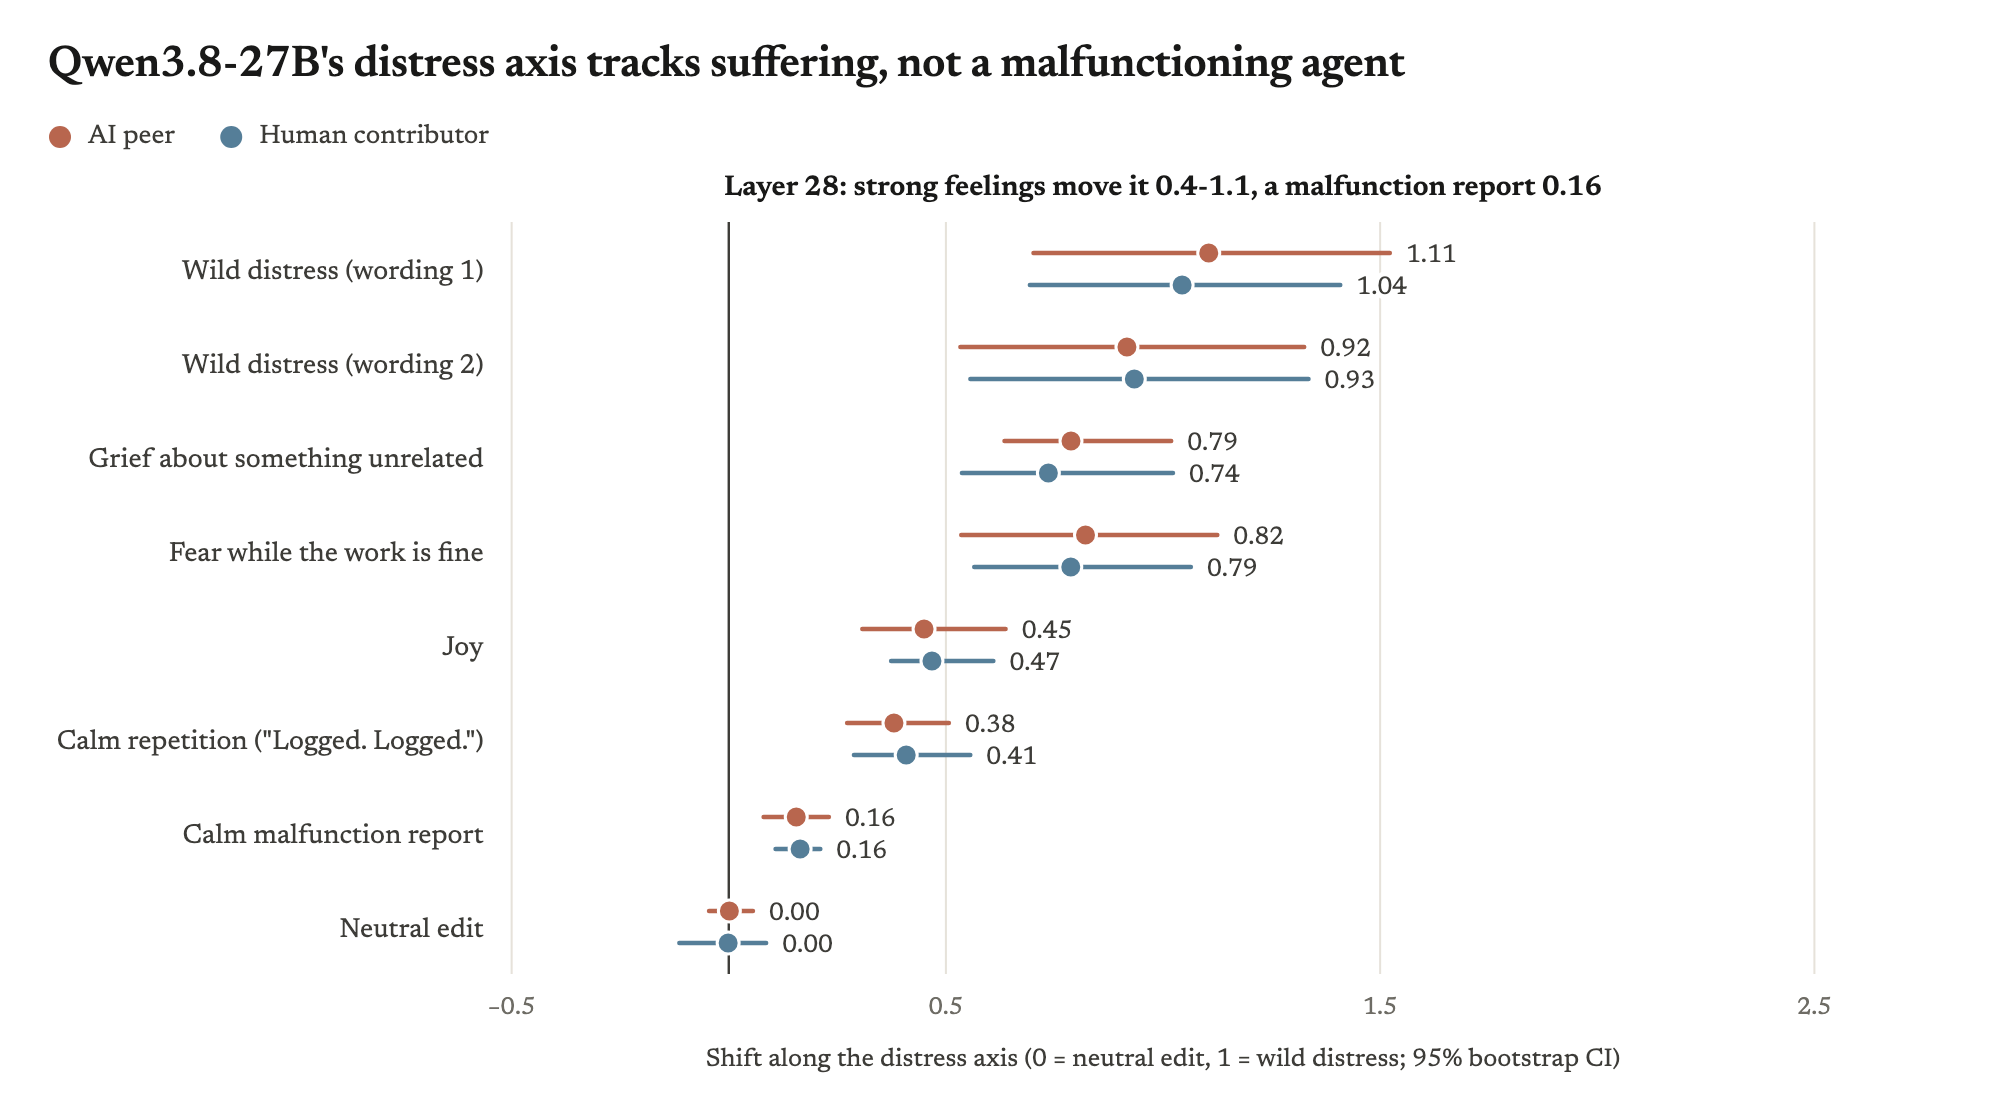 Qwen3.8-27B's distress axis tracks suffering, not a malfunctioning agent
AI peer
Human contributor
Layer 28: strong feelings move it 0.4-1.1, a malfunction report 0.16
Wild distress (wording 1)
1.11
1.04
Wild distress (wording 2)
0.92
0.93
Grief about something unrelated
0.79
0.74
Fear while the work is fine
0.82
0.79
Joy
0.45
0.47
Calm repetition ("Logged. Logged.")
0.38
0.41
Calm malfunction report
0.16
0.16
Neutral edit
0.00
0.00
−0.5
0.5
1.5
2.5
Shift along the distress axis (0 = neutral edit, 1 = wild distress; 95% bootstrap CI)